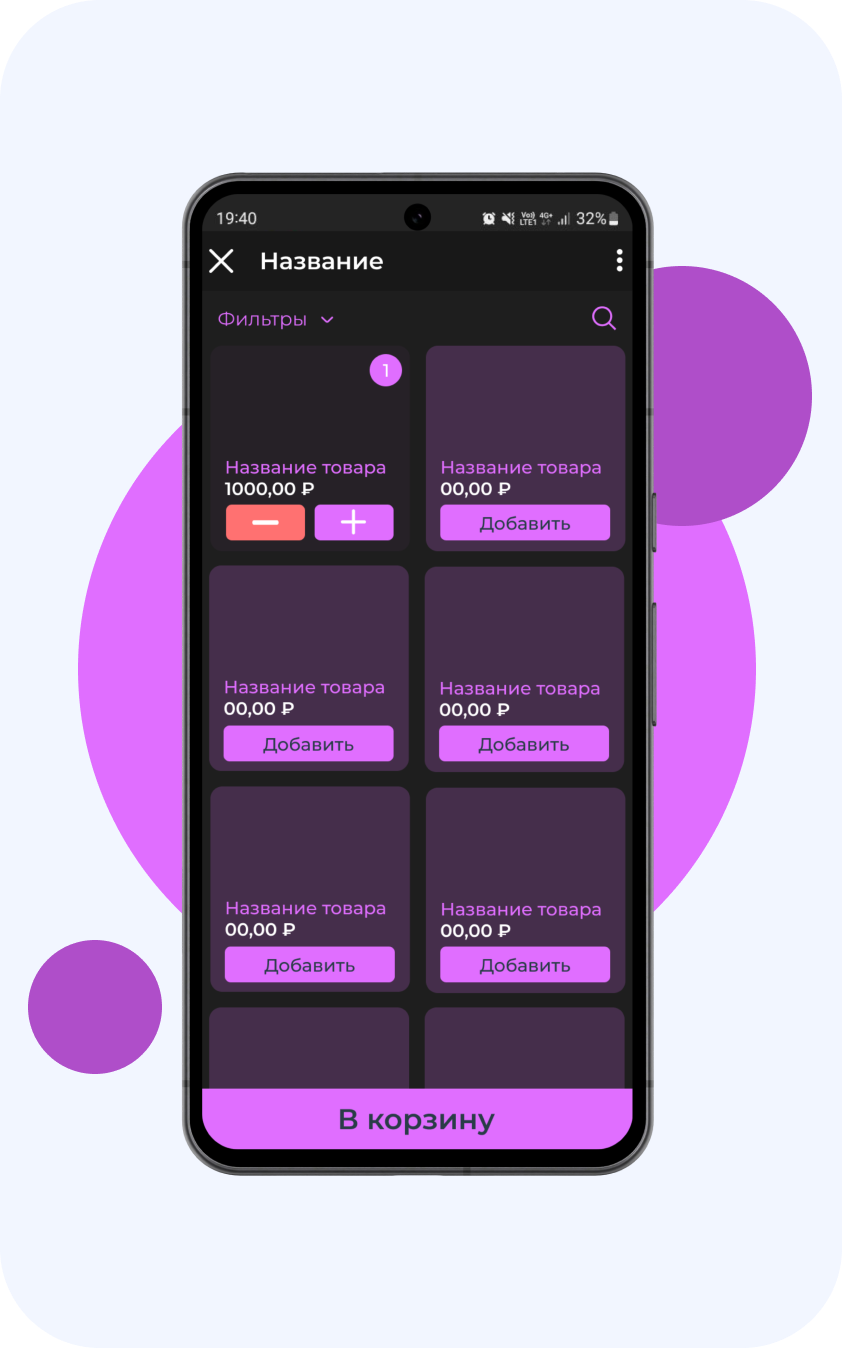 19:40 Vo)) LTE1 4G+ 32%
Название
Фильтры
1
Название товара
1000,00 ₽
Название товара
00,00 ₽
Добавить
Название товара
00,00 ₽
Добавить
Название товара
00,00 ₽
Добавить
Название товара
00,00 ₽
Добавить
Название товара
00,00 ₽
Добавить
В корзину